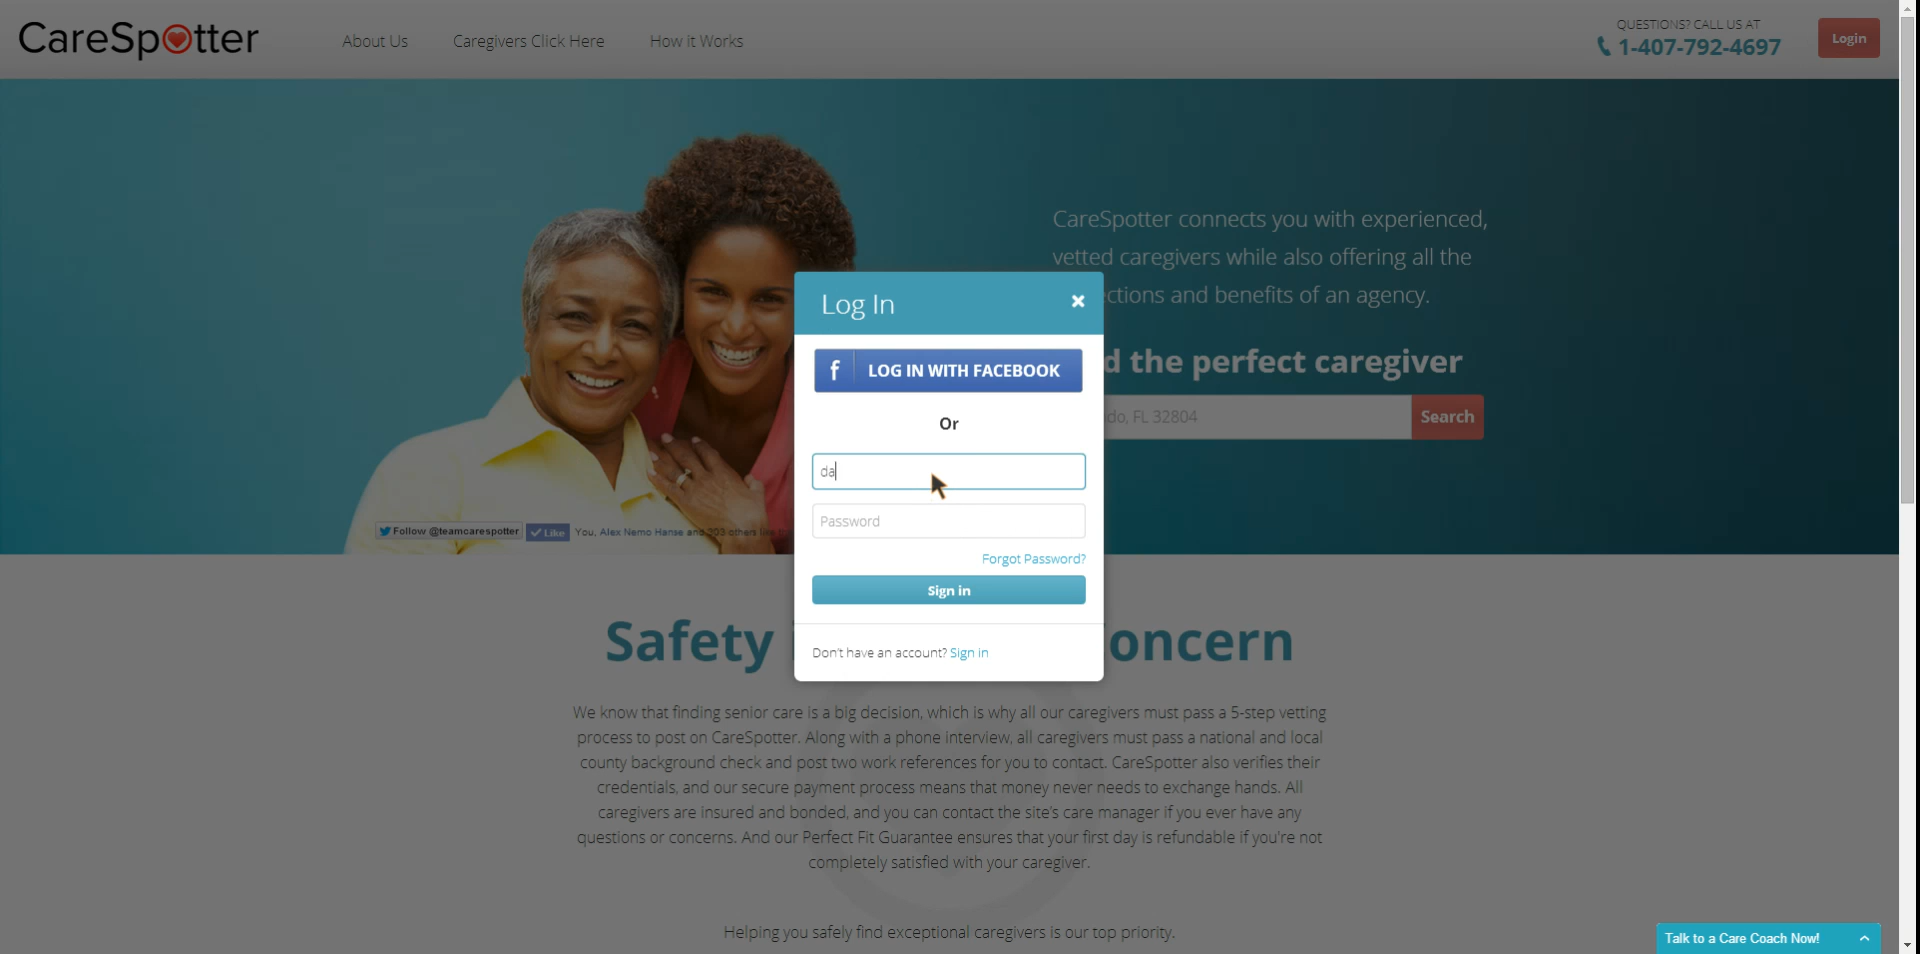 CareSpotter
About Us
Caregivers Click Here
How it Works
QUESTIONS? CALL US AT
1-407-792-4697
Login
CareSpotter connects you with experienced,
vetted caregivers while also offering all the
ctions and benefits of an agency.
d the perfect caregiver
do, FL 32804
Search
Log In
f LOG IN WITH FACEBOOK
Or
da
Password
Forgot Password?
Sign in
Don't have an account? Sign in
Follow @teamcarespotter
Like
You, Alex Nemo Hanse and 303 others like
Safety
oncern
We know that finding senior care is a big decision, which is why all our caregivers must pass a 5-step vetting
process to post on CareSpotter. Along with a phone interview, all caregivers must pass a national and local
county background check and post two work references for you to contact. CareSpotter also verifies their
credentials, and our secure payment process means that money never needs to exchange hands. All
caregivers are insured and bonded, and you can contact the site's care manager if you ever have any
questions or concerns. And our Perfect Fit Guarantee ensures that your first day is refundable if you're not
completely satisfied with your caregiver.
Helping you safely find exceptional caregivers is our top priority.
Talk to a Care Coach Now!